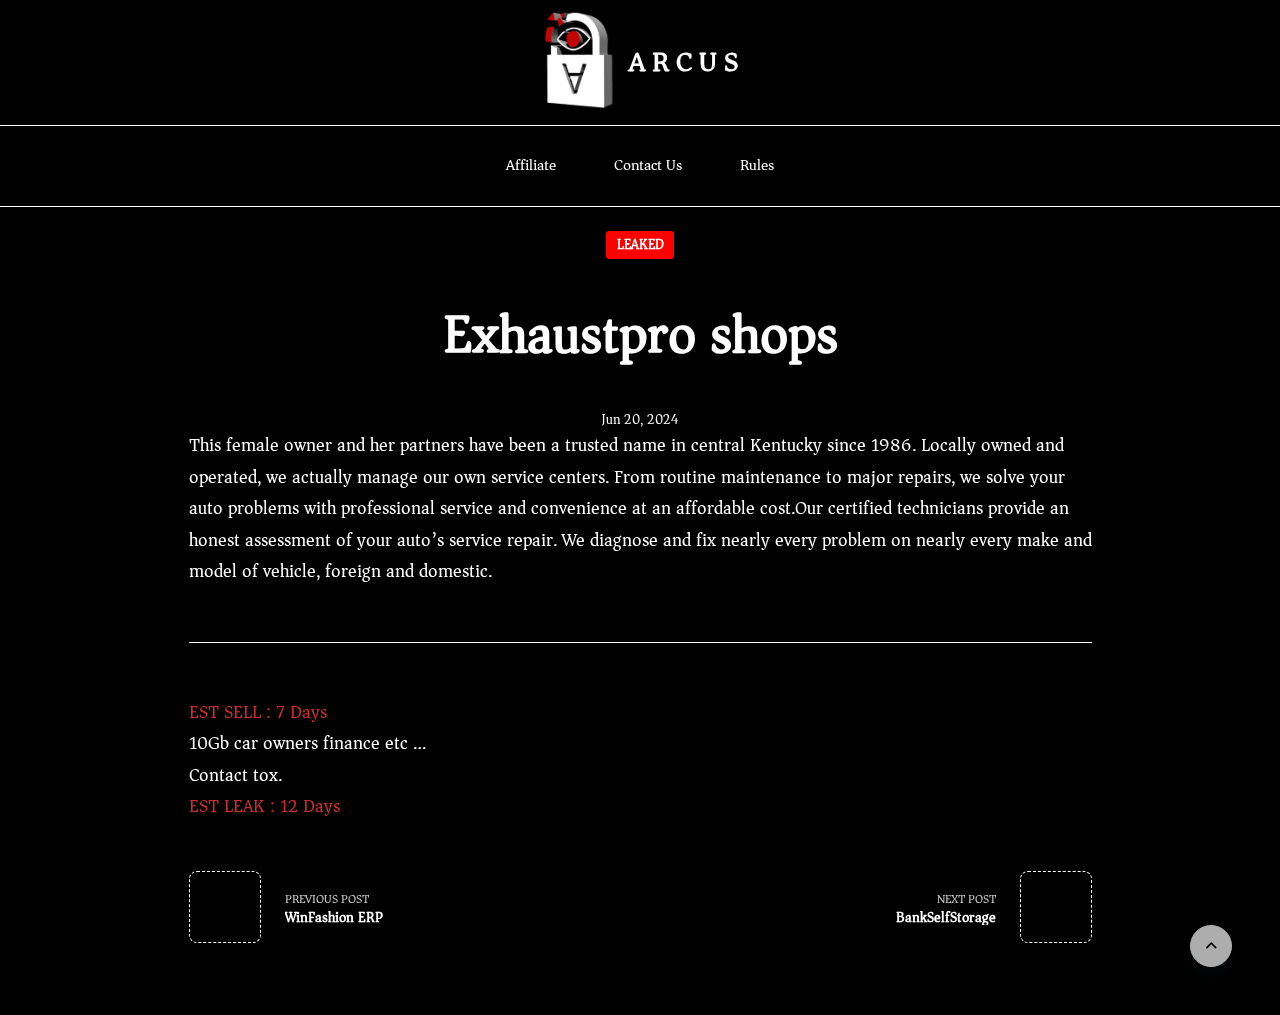 ARCUS
Affiliate
Contact Us
Rules
LEAKED
Exhaustpro shops
Jun 20, 2024
This female owner and her partners have been a trusted name in central Kentucky since 1986. Locally owned and
operated, we actually manage our own service centers. From routine maintenance to major repairs, we solve your
auto problems with professional service and convenience at an affordable cost.Our certified technicians provide an
honest assessment of your auto’s service repair. We diagnose and fix nearly every problem on nearly every make and
model of vehicle, foreign and domestic.
EST SELL : 7 Days
10Gb car owners finance etc ...
Contact tox.
EST LEAK : 12 Days
PREVIOUS POST
WinFashion ERP
NEXT POST
BankSelfStorage